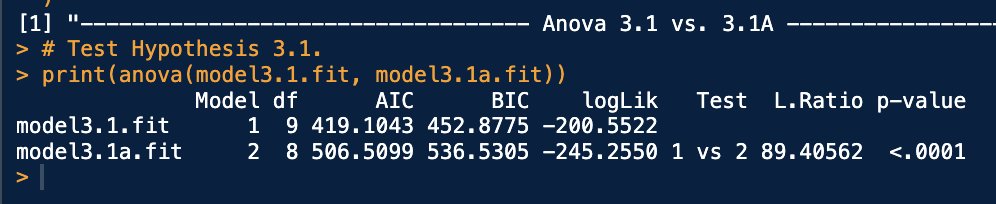 )
[1] "----------------------------------- Anova 3.1 vs. 3.1A ----------------
> # Test Hypothesis 3.1.
> print(anova(model3.1.fit, model3.1a.fit))
Model df AIC BIC logLik Test L.Ratio p-value
model3.1.fit 1 9 419.1043 452.8775 -200.5522
model3.1a.fit 2 8 506.5099 536.5305 -245.2550 1 vs 2 89.40562 <.0001
>